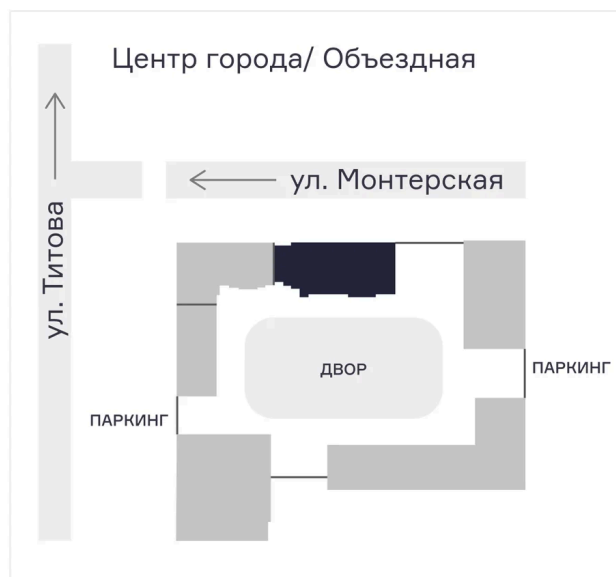 Центр города/ Объездная
ул. Монтерская
ул. Титова
ДВОР
ПАРКИНГ
ПАРКИНГ